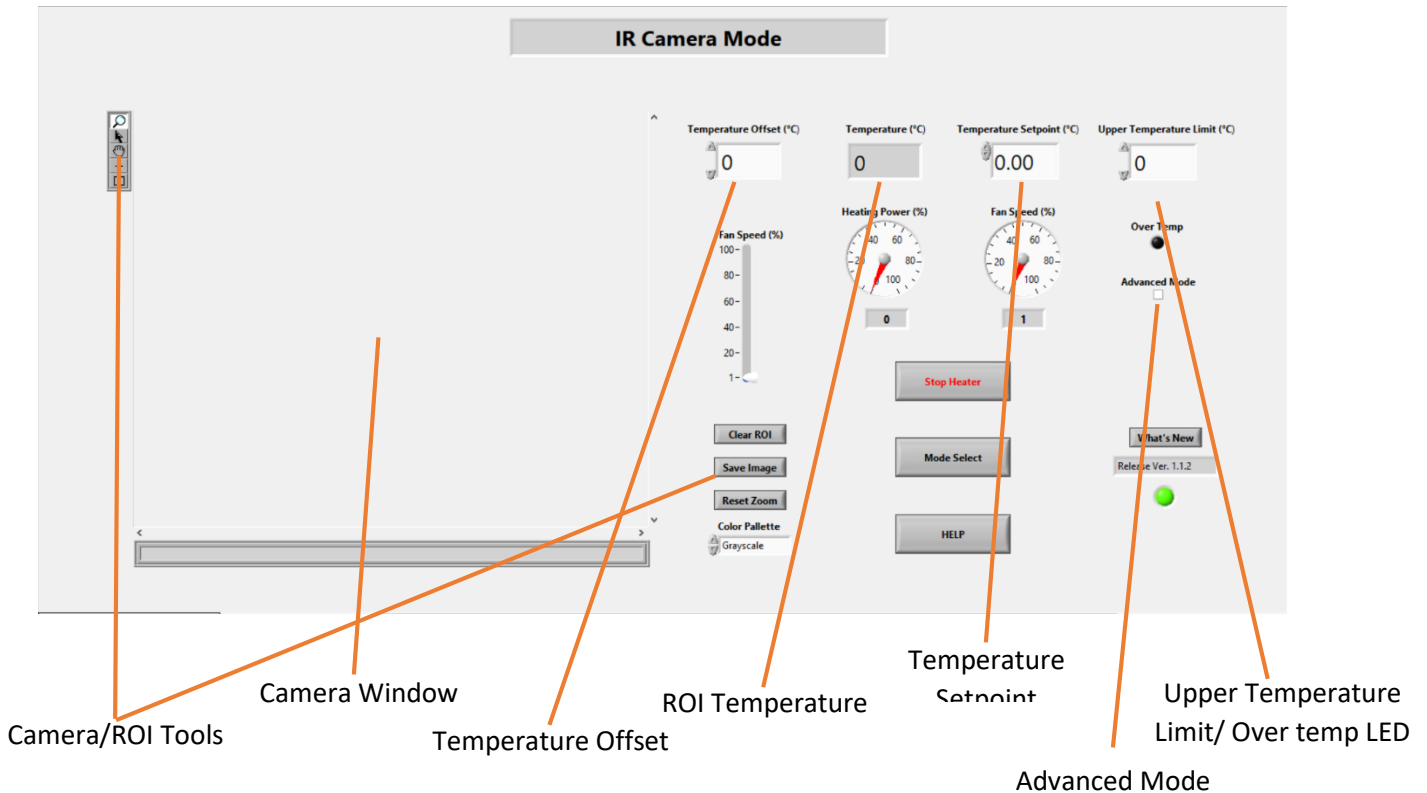 IR Camera Mode
Temperature Offset (°C)
Temperature (°C)
Temperature Setpoint (°C)
Upper Temperature Limit (°C)
0
0
0.00
0
Heating Power (%)
Fan Speed (%)
Over Temp
Fan Speed (%)
100
80
60
40
20
1
0
20
40
60
80
100
0
20
40
60
80
100
1
Advanced Mode
Stop Heater
Clear ROI
What's New
Mode Select
Save Image
Release Ver. 1.1.2
Reset Zoom
Color Pallette
Grayscale
HELP
Camera/ROI Tools
Camera Window
Temperature Offset
ROI Temperature
Temperature
Setpoint
Advanced Mode
Upper Temperature
Limit/ Over temp LED